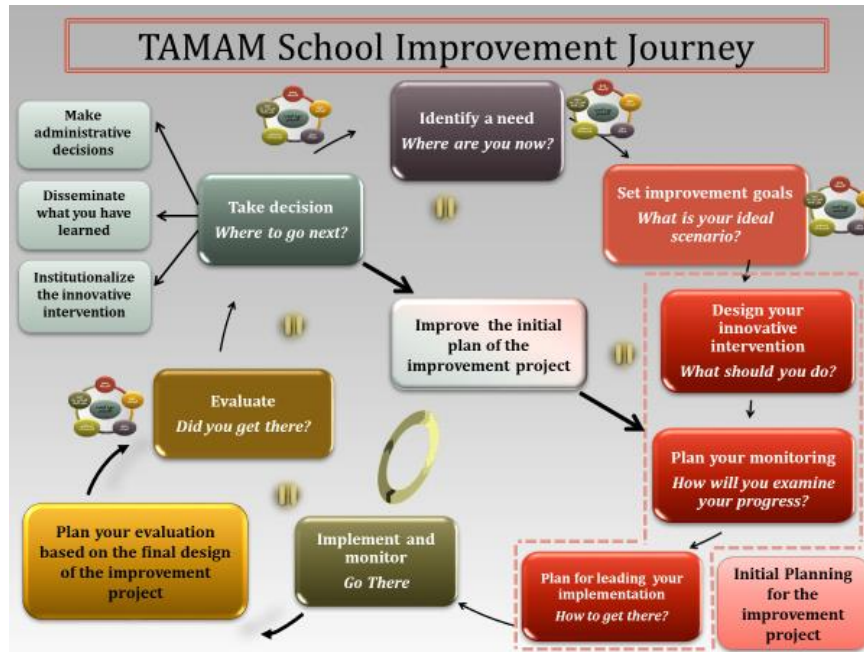 TAMAM School Improvement Journey
Make
administrative
decisions
Disseminate
what you have
learned
Institutionalize
the innovative
intervention
Take decision
Where to go next?
Identify a need
Where are you now?
Set improvement goals
What is your ideal
scenario?
Design your
innovative
intervention
What should you do?
Plan your monitoring
How will you examine
your progress?
Initial Planning
for the
improvement
project
Plan for leading your
implementation
How to get there?
Implement and
monitor
Go There
Plan your evaluation
based on the final design
of the improvement
project
Evaluate
Did you get there?
Improve the initial
plan of the
improvement project